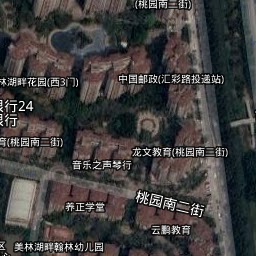 (桃园南二街)
林湖畔花园(西3门)
中国邮政(汇彩路投递站)
银行24
银行
育(桃园南二街)
龙文教育(桃园南二街)
音乐之声琴行
桃园南二街
养正学堂
云鹏教育
区
美林湖畔翰林幼儿园